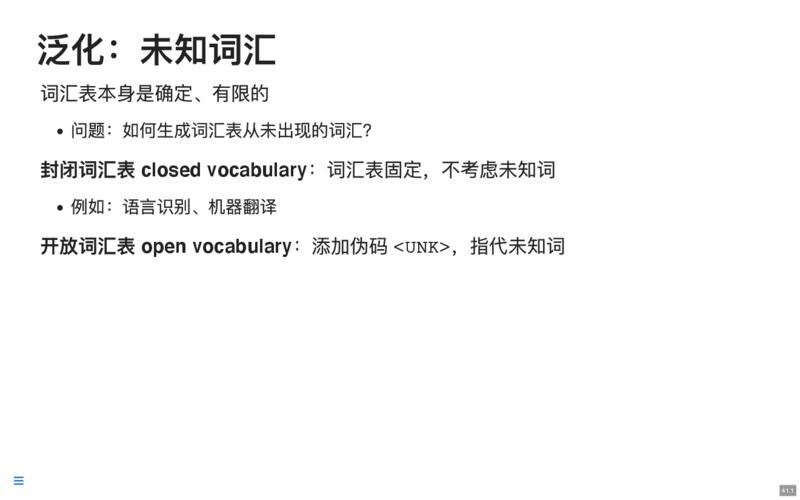 泛化：未知词汇
词汇表本身是确定、有限的
• 问题：如何生成词汇表从未出现的词汇？
封闭词汇表 closed vocabulary：词汇表固定，不考虑未知词
• 例如：语言识别、机器翻译
开放词汇表 open vocabulary：添加伪码 <UNK>，指代未知词
41.1